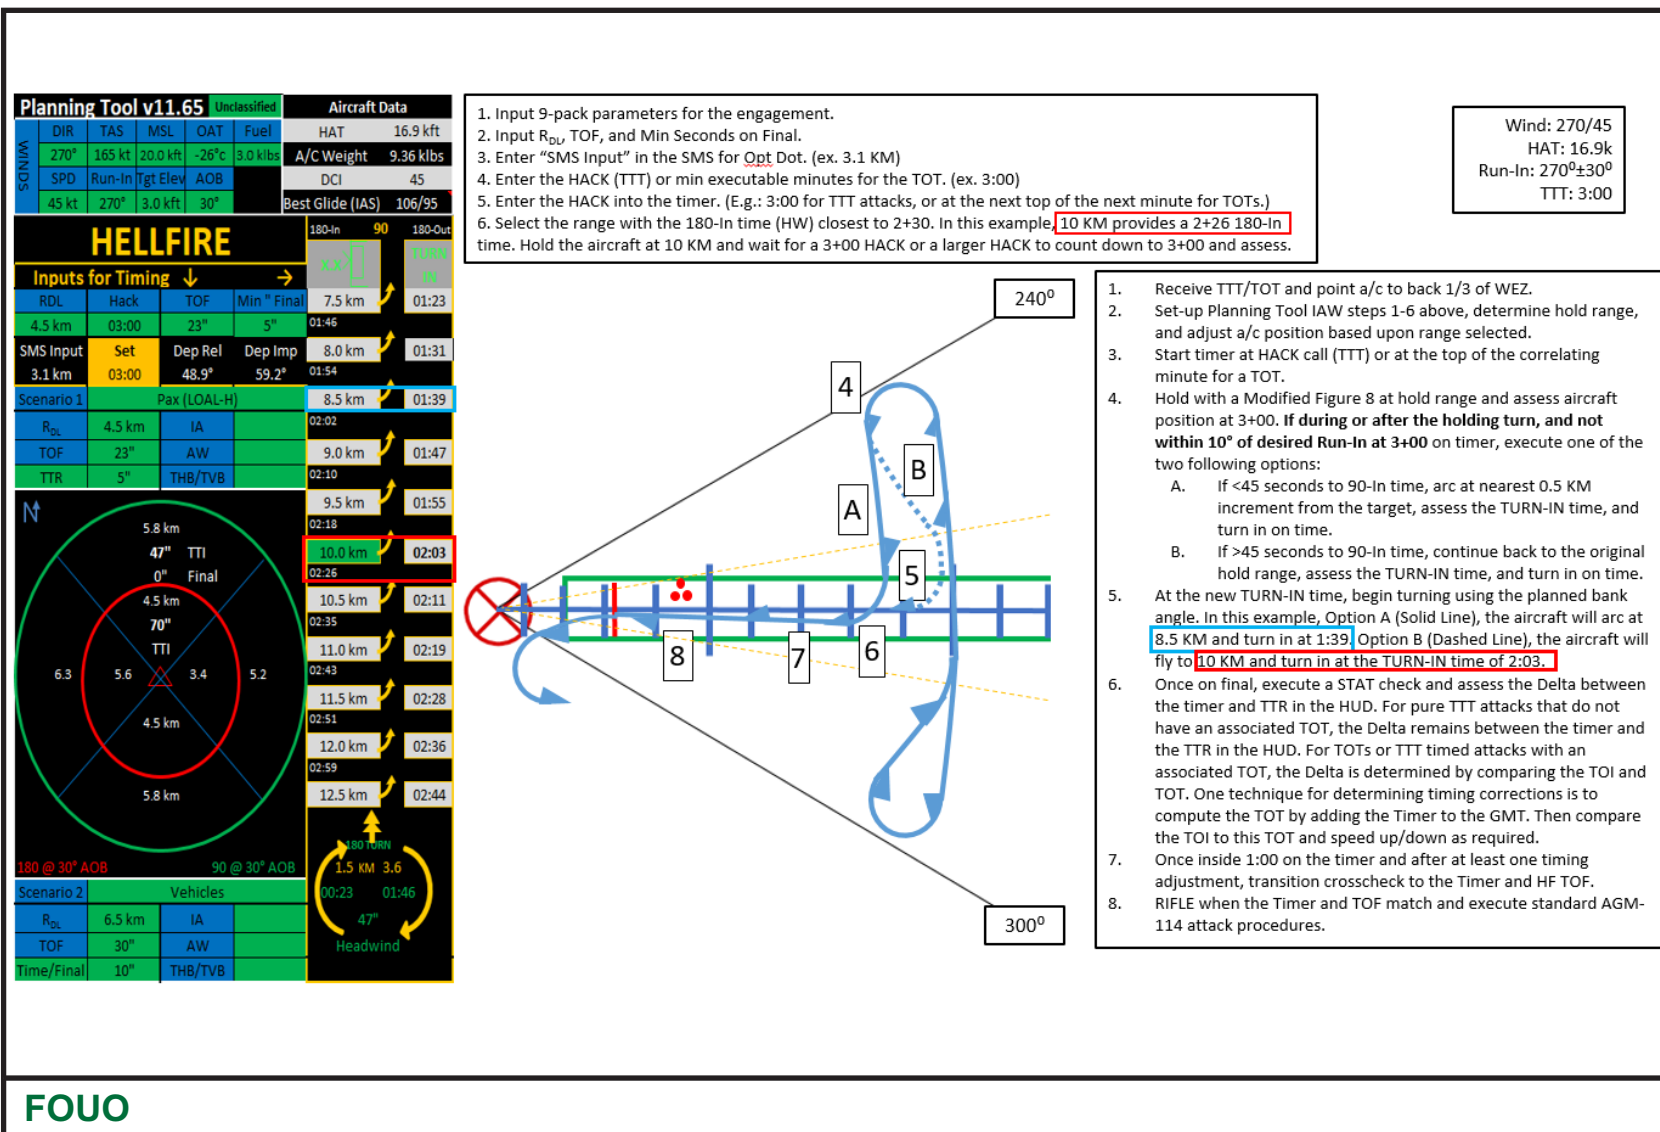 Planning Tool v11.65 Unclassified
Aircraft Data
WINDS
DIR TAS MSL OAT Fuel
HAT 16.9 kft
270° 165 kt 20.0 kft -26°c 3.0 klbs
A/C Weight 9.36 klbs
SPD Run-In Tgt Elev AOB
DCI 45
45 kt 270° 3.0 kft 30°
Best Glide (IAS) 106/95
HELLFIRE
180-In 90 180-Out
X.X
TURN
IN
Inputs for Timing ↓ →
RDL Hack TOF Min " Final
4.5 km 03:00 23" 5"
SMS Input Set Dep Rel Dep Imp
3.1 km 03:00 48.9° 59.2°
Scenario 1 Pax (LOAL-H)
RDL 4.5 km IA
TOF 23" AW
TTR 5" THB/TVB
N
5.8 km
47" TTI
0" Final
4.5 km
70"
TTI
6.3 5.6 3.4 5.2
4.5 km
5.8 km
180 @ 30° AOB 90 @ 30° AOB
Scenario 2 Vehicles
RDL 6.5 km IA
TOF 30" AW
Time/Final 10" THB/TVB
7.5 km 01:23
01:46
8.0 km 01:31
01:54
8.5 km 01:39
02:02
9.0 km 01:47
02:10
9.5 km 01:55
02:18
10.0 km 02:03
02:26
10.5 km 02:11
02:35
11.0 km 02:19
02:43
11.5 km 02:28
02:51
12.0 km 02:36
02:59
12.5 km 02:44
180 TURN
1.5 KM 3.6
00:23 01:46
47"
Headwind
1. Input 9-pack parameters for the engagement.
2. Input RDL, TOF, and Min Seconds on Final.
3. Enter “SMS Input” in the SMS for Opt Dot. (ex. 3.1 KM)
4. Enter the HACK (TTT) or min executable minutes for the TOT. (ex. 3:00)
5. Enter the HACK into the timer. (E.g.: 3:00 for TTT attacks, or at the next top of the next minute for TOTs.)
6. Select the range with the 180-In time (HW) closest to 2+30. In this example, 10 KM provides a 2+26 180-In
time. Hold the aircraft at 10 KM and wait for a 3+00 HACK or a larger HACK to count down to 3+00 and assess.
Wind: 270/45
HAT: 16.9k
Run-In: 270⁰±30⁰
TTT: 3:00
240⁰
4
B
A
5
6
7
8
300⁰
1. Receive TTT/TOT and point a/c to back 1/3 of WEZ.
2. Set-up Planning Tool IAW steps 1-6 above, determine hold range,
and adjust a/c position based upon range selected.
3. Start timer at HACK call (TTT) or at the top of the correlating
minute for a TOT.
4. Hold with a Modified Figure 8 at hold range and assess aircraft
position at 3+00. If during or after the holding turn, and not
within 10° of desired Run-In at 3+00 on timer, execute one of the
two following options:
A. If <45 seconds to 90-In time, arc at nearest 0.5 KM
increment from the target, assess the TURN-IN time, and
turn in on time.
B. If >45 seconds to 90-In time, continue back to the original
hold range, assess the TURN-IN time, and turn in on time.
5. At the new TURN-IN time, begin turning using the planned bank
angle. In this example, Option A (Solid Line), the aircraft will arc at
8.5 KM and turn in at 1:39. Option B (Dashed Line), the aircraft will
fly to 10 KM and turn in at the TURN-IN time of 2:03.
6. Once on final, execute a STAT check and assess the Delta between
the timer and TTR in the HUD. For pure TTT attacks that do not
have an associated TOT, the Delta remains between the timer and
the TTR in the HUD. For TOTs or TTT timed attacks with an
associated TOT, the Delta is determined by comparing the TOI and
TOT. One technique for determining timing corrections is to
compute the TOT by adding the Timer to the GMT. Then compare
the TOI to this TOT and speed up/down as required.
7. Once inside 1:00 on the timer and after at least one timing
adjustment, transition crosscheck to the Timer and HF TOF.
8. RIFLE when the Timer and TOF match and execute standard AGM-
114 attack procedures.
FOUO